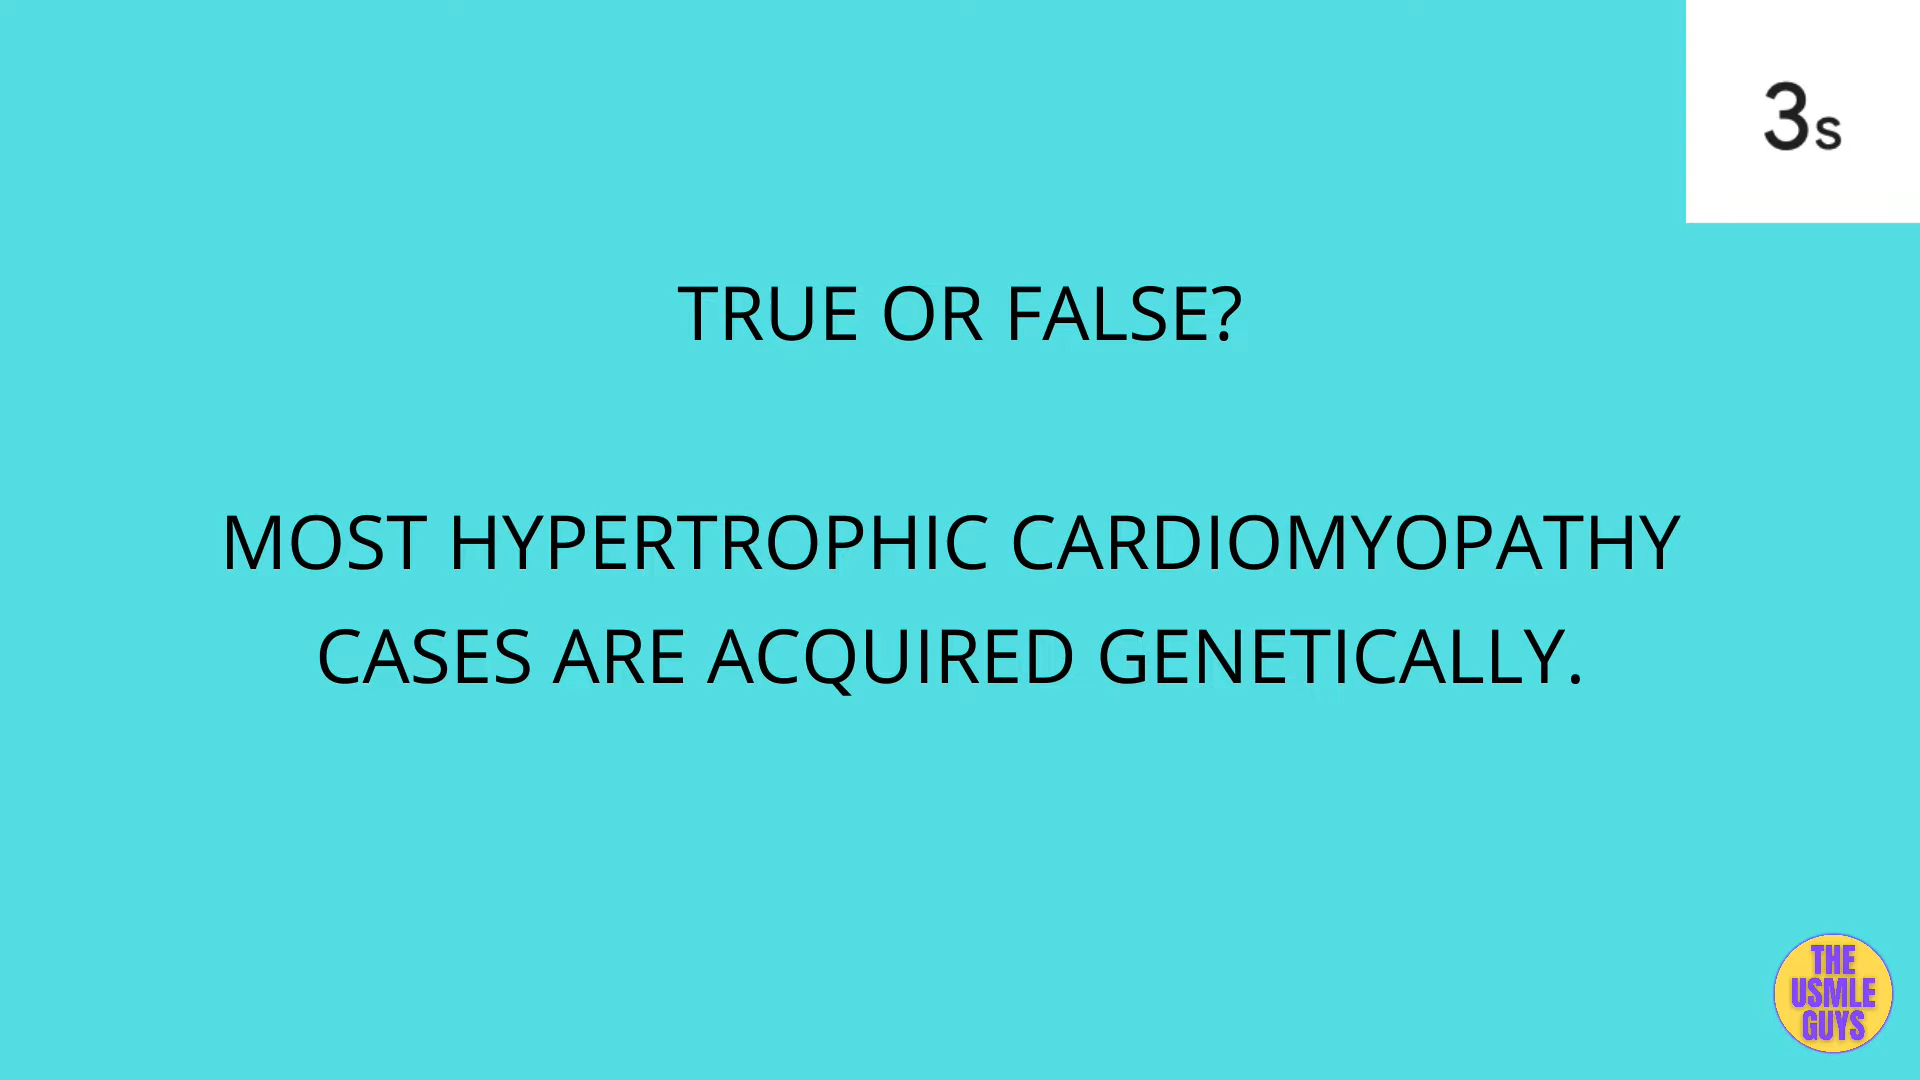 3s
TRUE OR FALSE?
MOST HYPERTROPHIC CARDIOMYOPATHY
CASES ARE ACQUIRED GENETICALLY.
THE
USMLE
GUYS